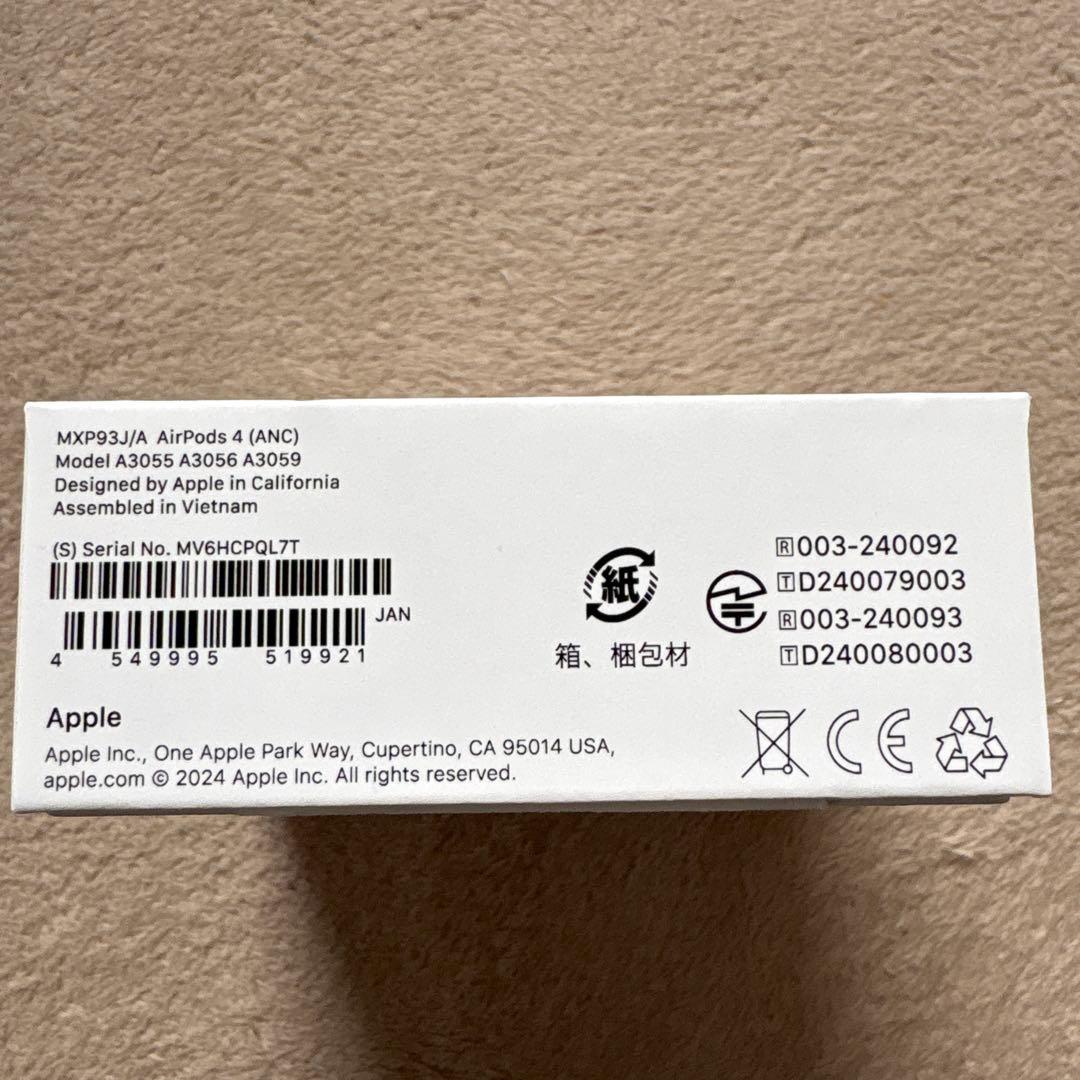 MXP93J/A AirPods 4 (ANC)
Model A3055 A3056 A3059
Designed by Apple in California
Assembled in Vietnam
(S) Serial No. MV6HCPQL7T
JAN
4 549995 519921
紙
箱、梱包材
R003-240092
TD240079003
R003-240093
TD240080003
Apple
Apple Inc., One Apple Park Way, Cupertino, CA 95014 USA,
apple.com © 2024 Apple Inc. All rights reserved.
CE